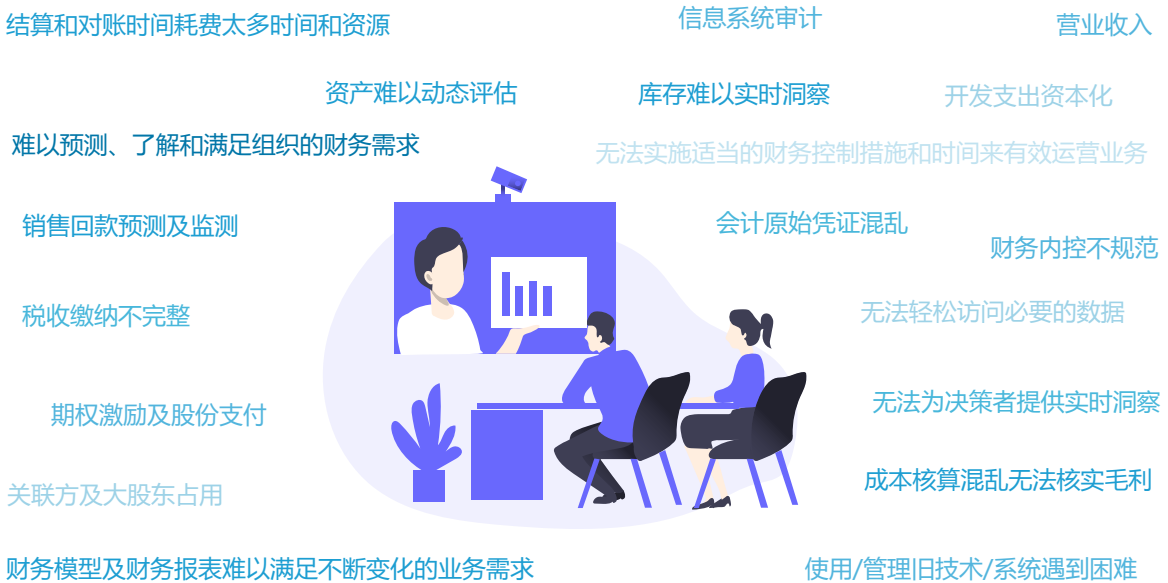 结算和对账时间耗费太多时间和资源
信息系统审计
营业收入
资产难以动态评估
库存难以实时洞察
开发支出资本化
难以预测、了解和满足组织的财务需求
无法实施适当的财务控制措施和时间来有效运营业务
销售回款预测及监测
会计原始凭证混乱
财务内控不规范
税收缴纳不完整
无法轻松访问必要的数据
期权激励及股份支付
无法为决策者提供实时洞察
关联方及大股东占用
成本核算混乱无法核实毛利
财务模型及财务报表难以满足不断变化的业务需求
使用/管理旧技术/系统遇到困难